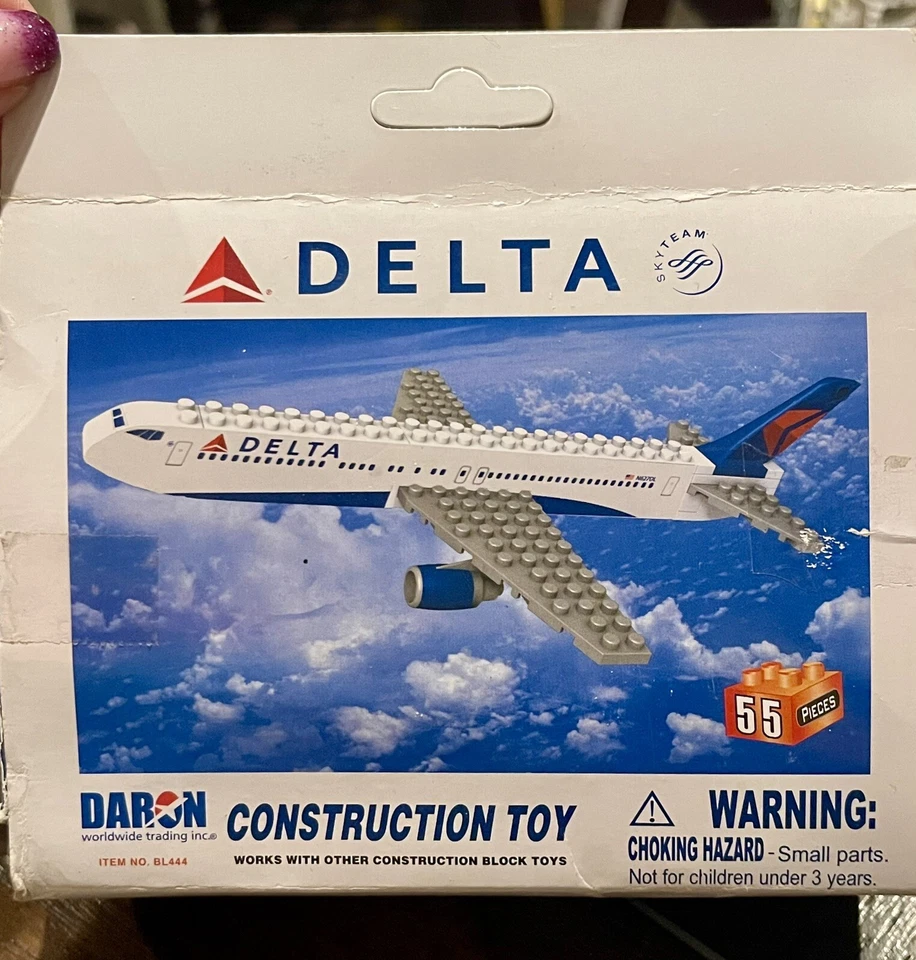 DELTA
SKYTEAM
DELTA
N827DL
55 PIECES
DARON
worldwide trading inc.®
ITEM NO. BL444
CONSTRUCTION TOY
WORKS WITH OTHER CONSTRUCTION BLOCK TOYS
WARNING:
CHOKING HAZARD - Small parts.
Not for children under 3 years.